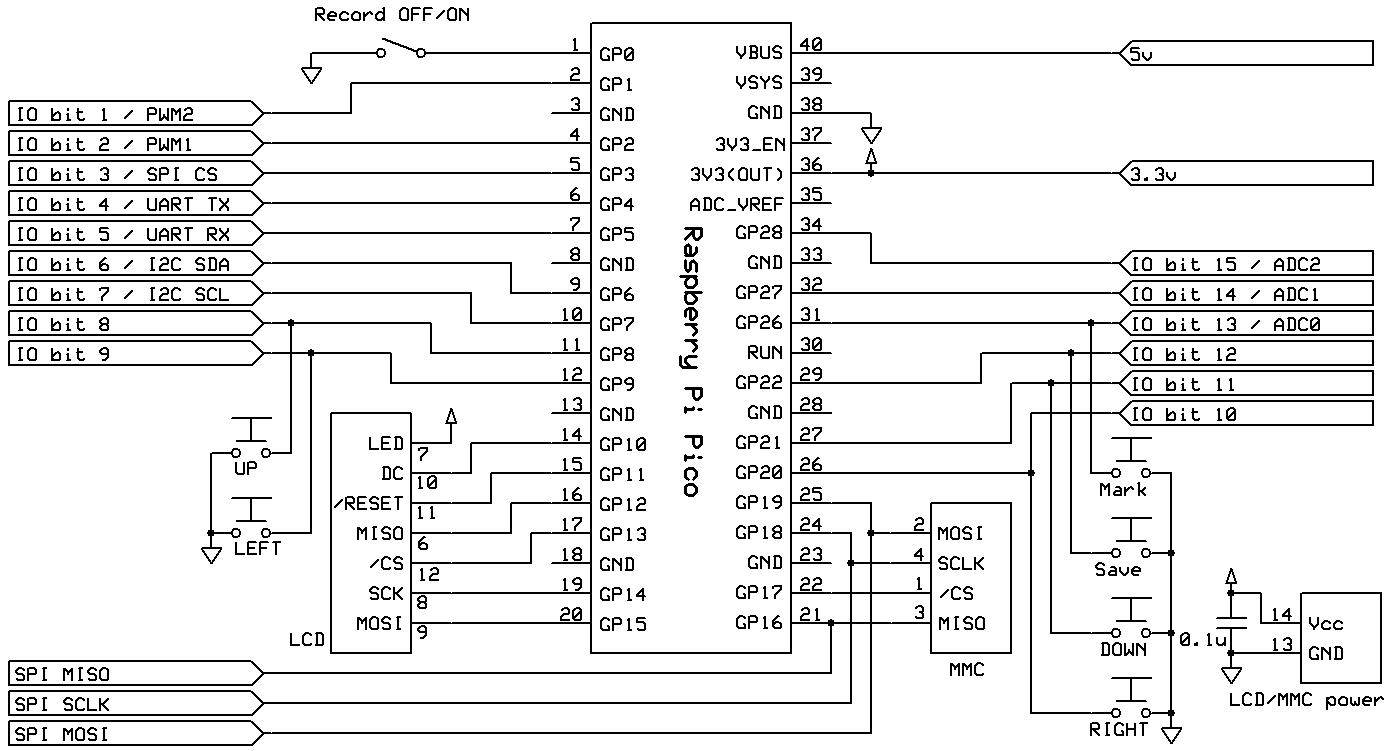 Record OFF/ON
IO bit 1 / PWM2
IO bit 2 / PWM1
IO bit 3 / SPI CS
IO bit 4 / UART TX
IO bit 5 / UART RX
IO bit 6 / I2C SDA
IO bit 7 / I2C SCL
IO bit 8
IO bit 9
UP
LEFT
LED 7
DC 10
/RESET 11
MISO 6
/CS 12
SCK 8
MOSI 9
LCD
SPI MISO
SPI SCLK
SPI MOSI
1 GP0
2 GP1
3 GND
4 GP2
5 GP3
6 GP4
7 GP5
8 GND
9 GP6
10 GP7
11 GP8
12 GP9
13 GND
14 GP10
15 GP11
16 GP12
17 GP13
18 GND
19 GP14
20 GP15
Raspberry Pi Pico
VBUS 40
VSYS 39
GND 38
3V3_EN 37
3V3(OUT) 36
ADC_VREF 35
GP28 34
GND 33
GP27 32
GP26 31
RUN 30
GP22 29
GND 28
GP21 27
GP20 26
GP19 25
GP18 24
GND 23
GP17 22
GP16 21
2 MOSI
4 SCLK
1 /CS
3 MISO
MMC
5v
3.3v
IO bit 15 / ADC2
IO bit 14 / ADC1
IO bit 13 / ADC0
IO bit 12
IO bit 11
IO bit 10
Mark
Save
DOWN
RIGHT
0.1u
14 Vcc
13 GND
LCD/MMC power